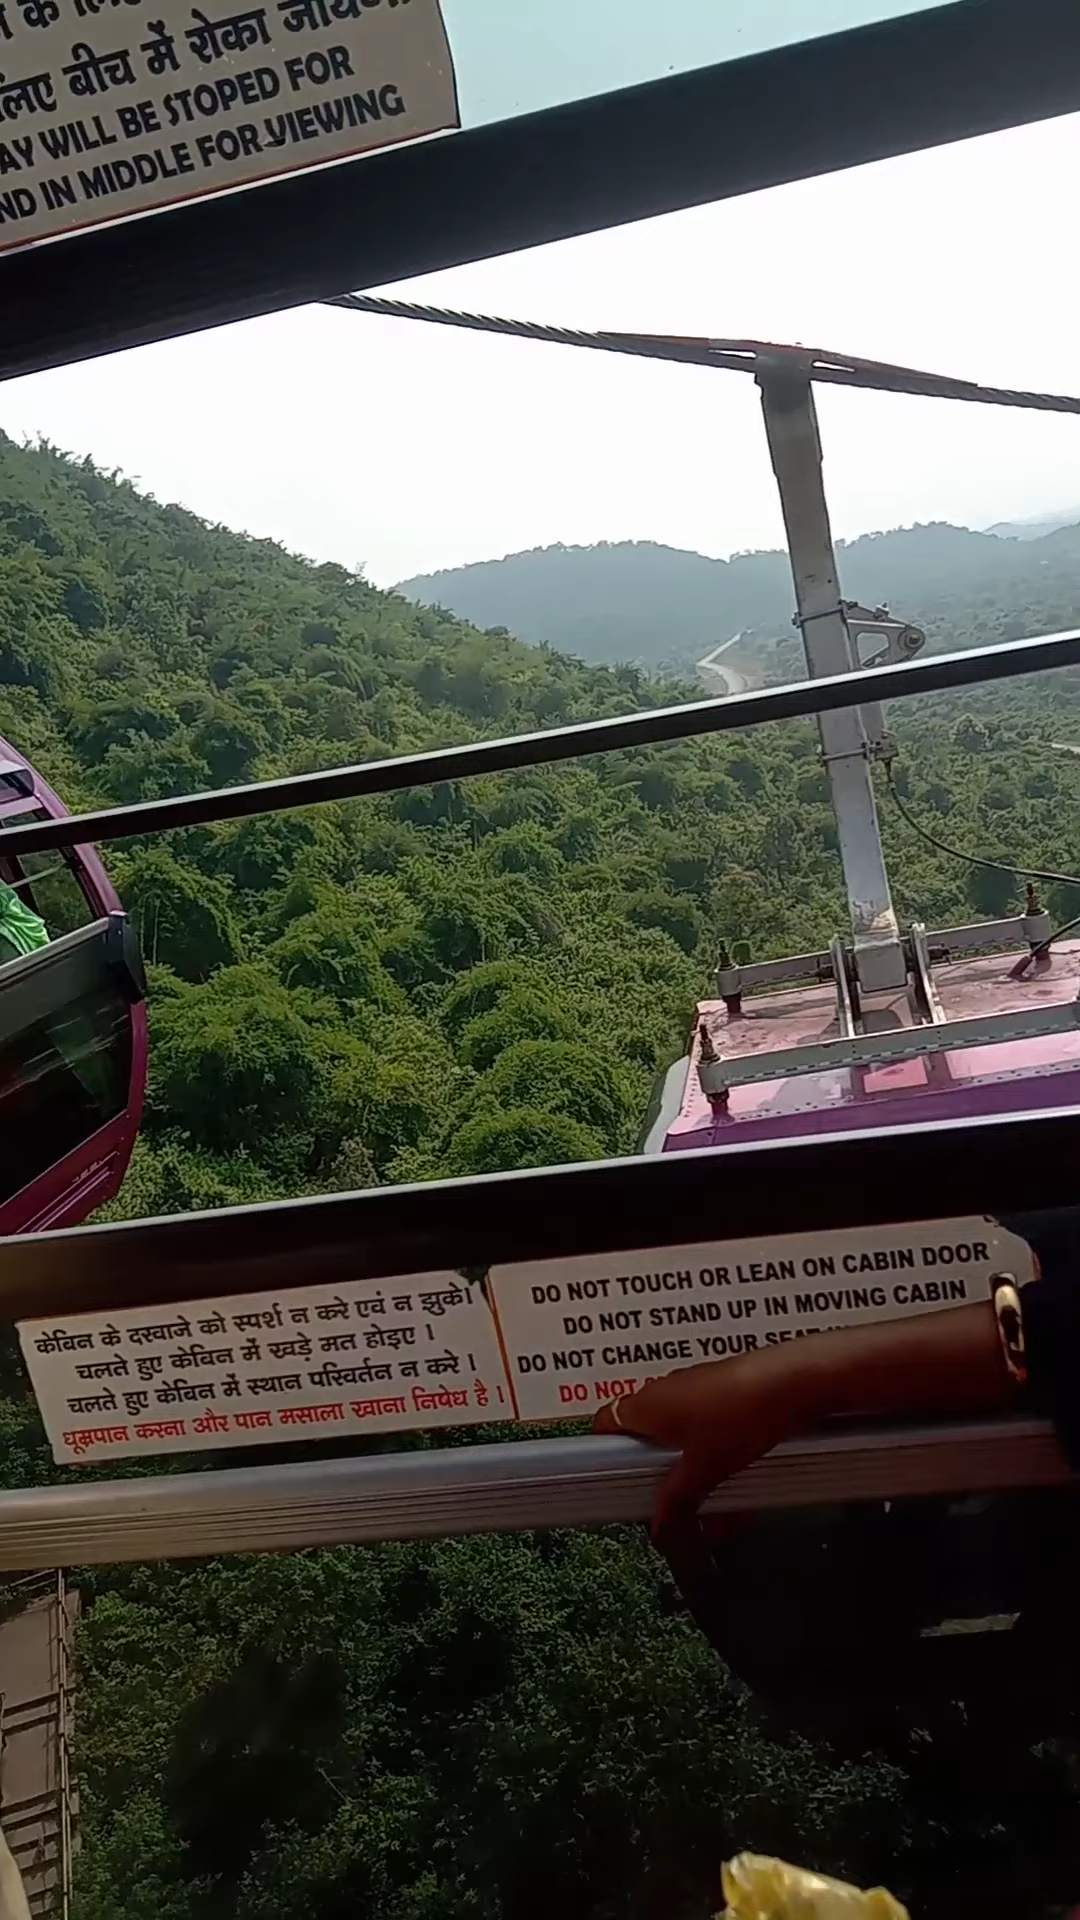 के
लिए बीच में रोका
AY WILL BE STOPED FOR
ND IN MIDDLE FOR VIEWING
केबिन के दरवाजे को स्पर्श न करे एवं न झुके।
चलते हुए केबिन में खड़े मत होइए ।
चलते हुए केबिन में स्थान परिवर्तन न करे ।
धूम्रपान करना और पान मसाला खाना निषेध है ।
DO NOT TOUCH OR LEAN ON CABIN DOOR
DO NOT STAND UP IN MOVING CABIN
DO NOT CHANGE YOUR SEAT
DO NOT